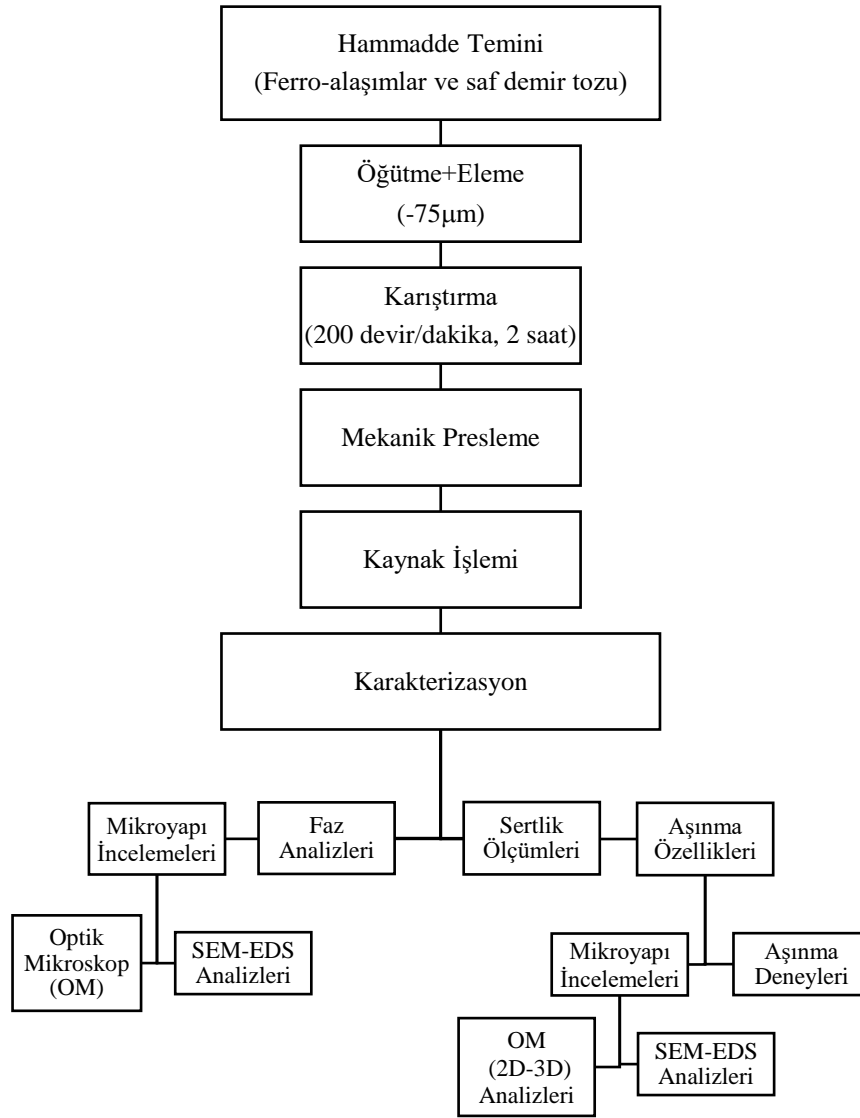 Hammadde Temini
(Ferro-alaşımlar ve saf demir tozu)
Öğütme+Eleme
(-75µm)
Karıştırma
(200 devir/dakika, 2 saat)
Mekanik Presleme
Kaynak İşlemi
Karakterizasyon
Mikroyapı
İncelemeleri
Faz
Analizleri
Sertlik
Ölçümleri
Aşınma
Özellikleri
Optik
Mikroskop
(OM)
SEM-EDS
Analizleri
Mikroyapı
İncelemeleri
Aşınma
Deneyleri
OM
(2D-3D)
Analizleri
SEM-EDS
Analizleri